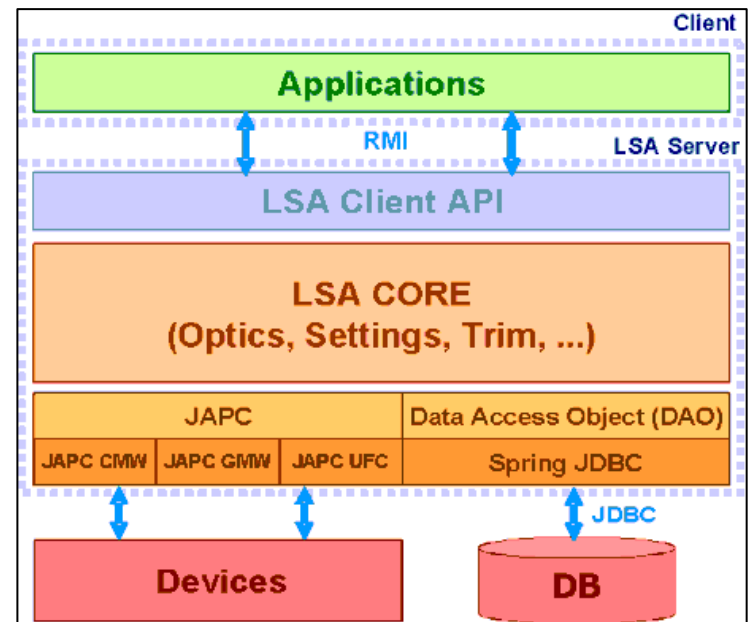 Client
Applications
RMI
LSA Server
LSA Client API
LSA CORE
(Optics, Settings, Trim, ...)
JAPC
Data Access Object (DAO)
JAPC CMW
JAPC GMW
JAPC UFC
Spring JDBC
JDBC
Devices
DB